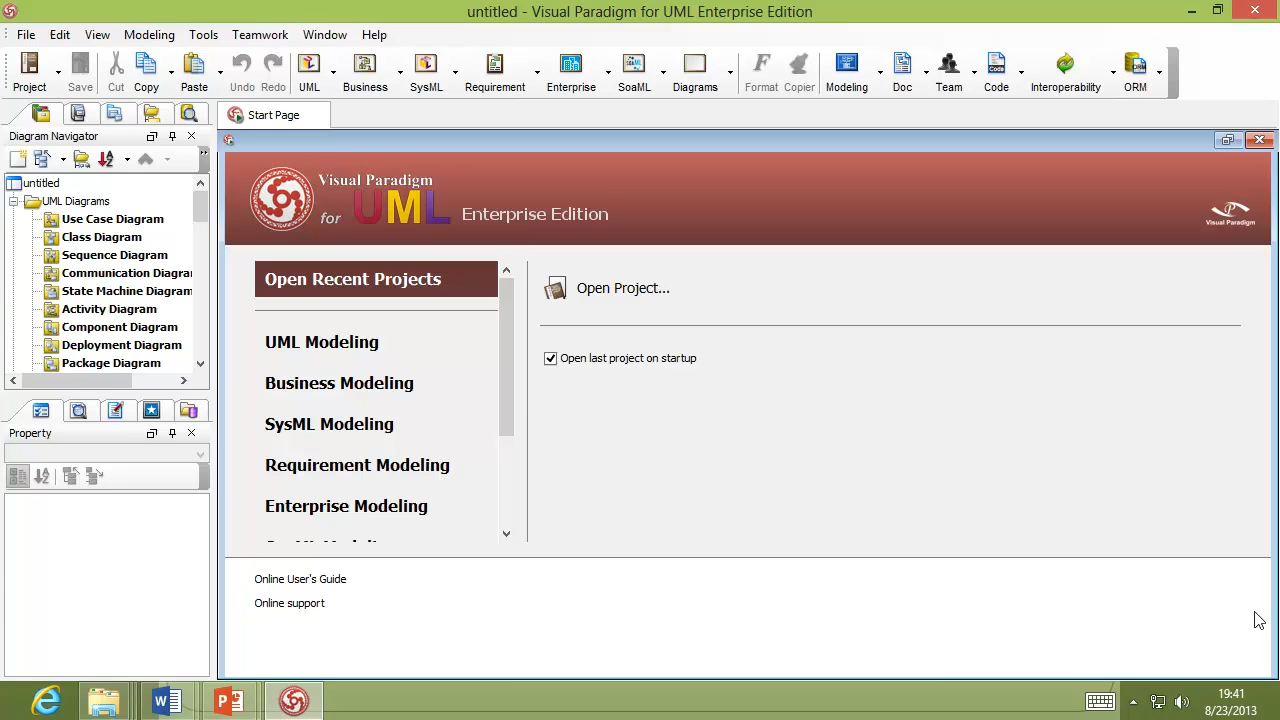 untitled - Visual Paradigm for UML Enterprise Edition
File Edit View Modeling Tools Teamwork Window Help
Project Save Cut Copy Paste Undo Redo UML Business SysML Requirement Enterprise SoaML Diagrams Format Copier Modeling Doc Team Code Interoperability ORM
Start Page
Diagram Navigator
untitled
UML Diagrams
Use Case Diagram
Class Diagram
Sequence Diagram
Communication Diagra
State Machine Diagram
Activity Diagram
Component Diagram
Deployment Diagram
Package Diagram
Property
Visual Paradigm
for UML Enterprise Edition
Visual Paradigm
Open Recent Projects
UML Modeling
Business Modeling
SysML Modeling
Requirement Modeling
Enterprise Modeling
Open Project...
Open last project on startup
Online User's Guide
Online support
19:41
8/23/2013